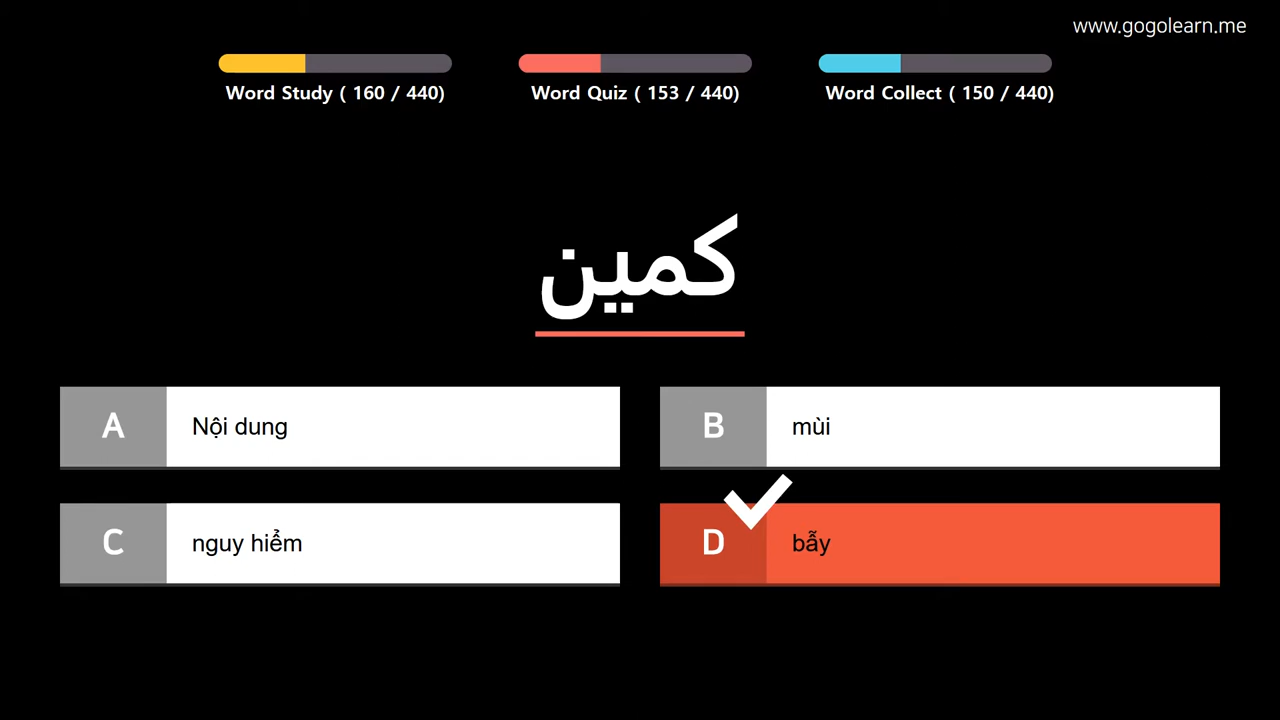 www.gogolearn.me
Word Study ( 160 / 440)
Word Quiz ( 153 / 440)
Word Collect ( 150 / 440)
كمين
A Nội dung
B mùi
C nguy hiểm
D bẫy